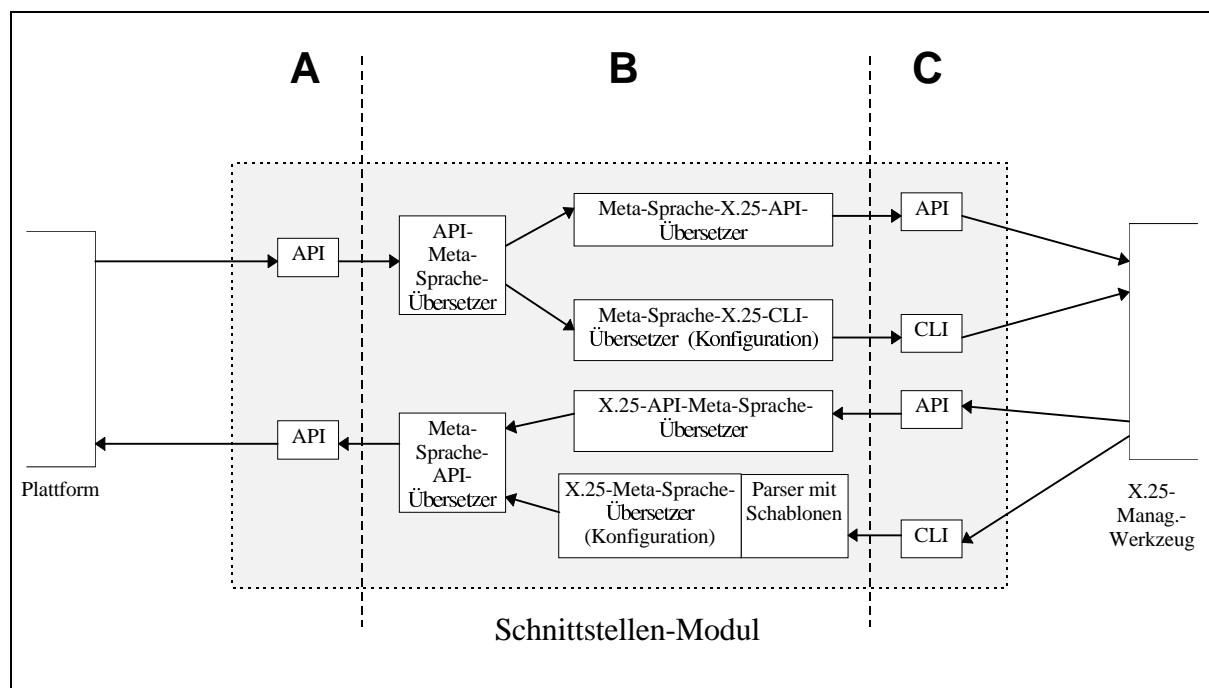 A
B
C
Meta-Sprache-X.25-API-
Übersetzer
API
API-
Meta-
Sprache-
Übersetzer
API
Meta-Sprache-X.25-CLI-
Übersetzer (Konfiguration)
CLI
X.25-API-Meta-Sprache-
Übersetzer
API
API
Meta-
Sprache-
API-
Übersetzer
Plattform
X.25-Meta-Sprache-
Übersetzer
(Konfiguration)
Parser mit
Schablonen
CLI
X.25-
Manag.-
Werkzeug
Schnittstellen-Modul